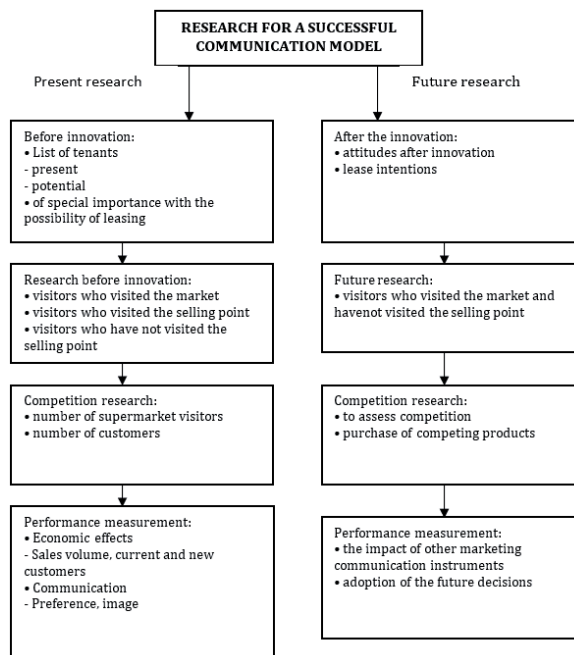 RESEARCH FOR A SUCCESSFUL
COMMUNICATION MODEL
Present research
Future research
Before innovation:
• List of tenants
- present
- potential
• of special importance with the
possibility of leasing
After the innovation:
• attitudes after innovation
• lease intentions
Research before innovation:
• visitors who visited the market
• visitors who visited the selling point
• visitors who have not visited the
selling point
Future research:
• visitors who visited the market and
havenot visited the selling point
Competition research:
• number of supermarket visitors
• number of customers
Competition research:
• to assess competition
• purchase of competing products
Performance measurement:
• Economic effects
- Sales volume, current and new
customers
• Communication
- Preference, image
Performance measurement:
• the impact of other marketing
communication instruments
• adoption of the future decisions